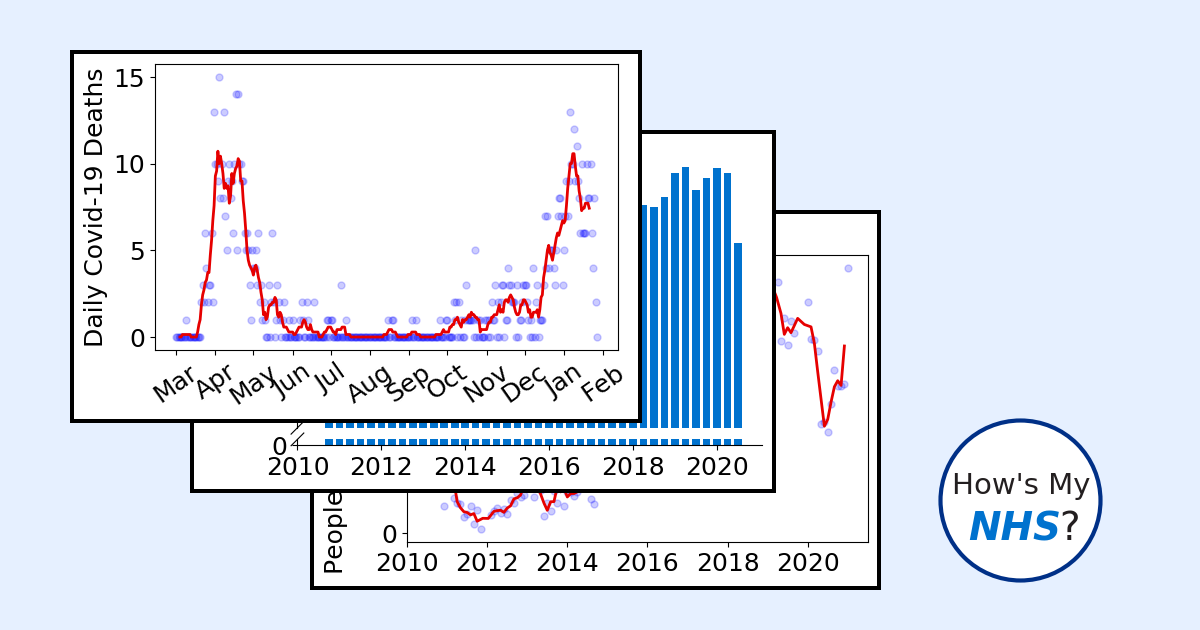 Daily Covid-19 Deaths
15
10
5
0
Mar Apr May Jun Jul Aug Sep Oct Nov Dec Jan Feb
0
2010 2012 2014 2016 2018 2020
People
0
2010 2012 2014 2016 2018 2020
How's My
NHS?